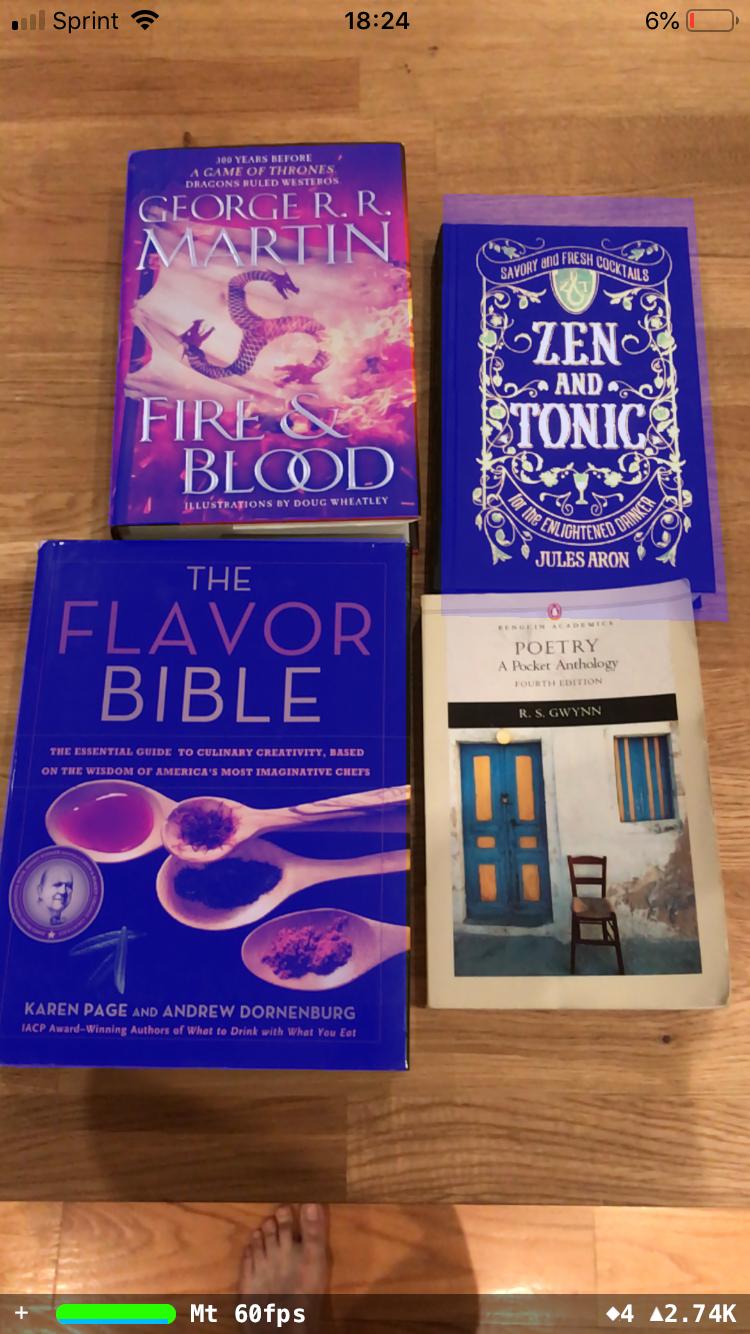 Sprint 18:24 6%
300 YEARS BEFORE
A GAME OF THRONES
DRAGONS RULED WESTEROS
GEORGE R. R.
MARTIN
FIRE &
BLOOD
ILLUSTRATIONS BY DOUG WHEATLEY
SAVORY and FRESH COCKTAILS
Z&T
ZEN
AND
TONIC
for the ENLIGHTENED DRINKER
JULES ARON
THE
FLAVOR
BIBLE
THE ESSENTIAL GUIDE TO CULINARY CREATIVITY, BASED
ON THE WISDOM OF AMERICA'S MOST IMAGINATIVE CHEFS
KAREN PAGE AND ANDREW DORNENBURG
IACP Award–Winning Authors of What to Drink with What You Eat
PENGUIN ACADEMICS
POETRY
A Pocket Anthology
FOURTH EDITION
R. S. GWYNN
+ Mt 60fps ◆4 ▲2.74K